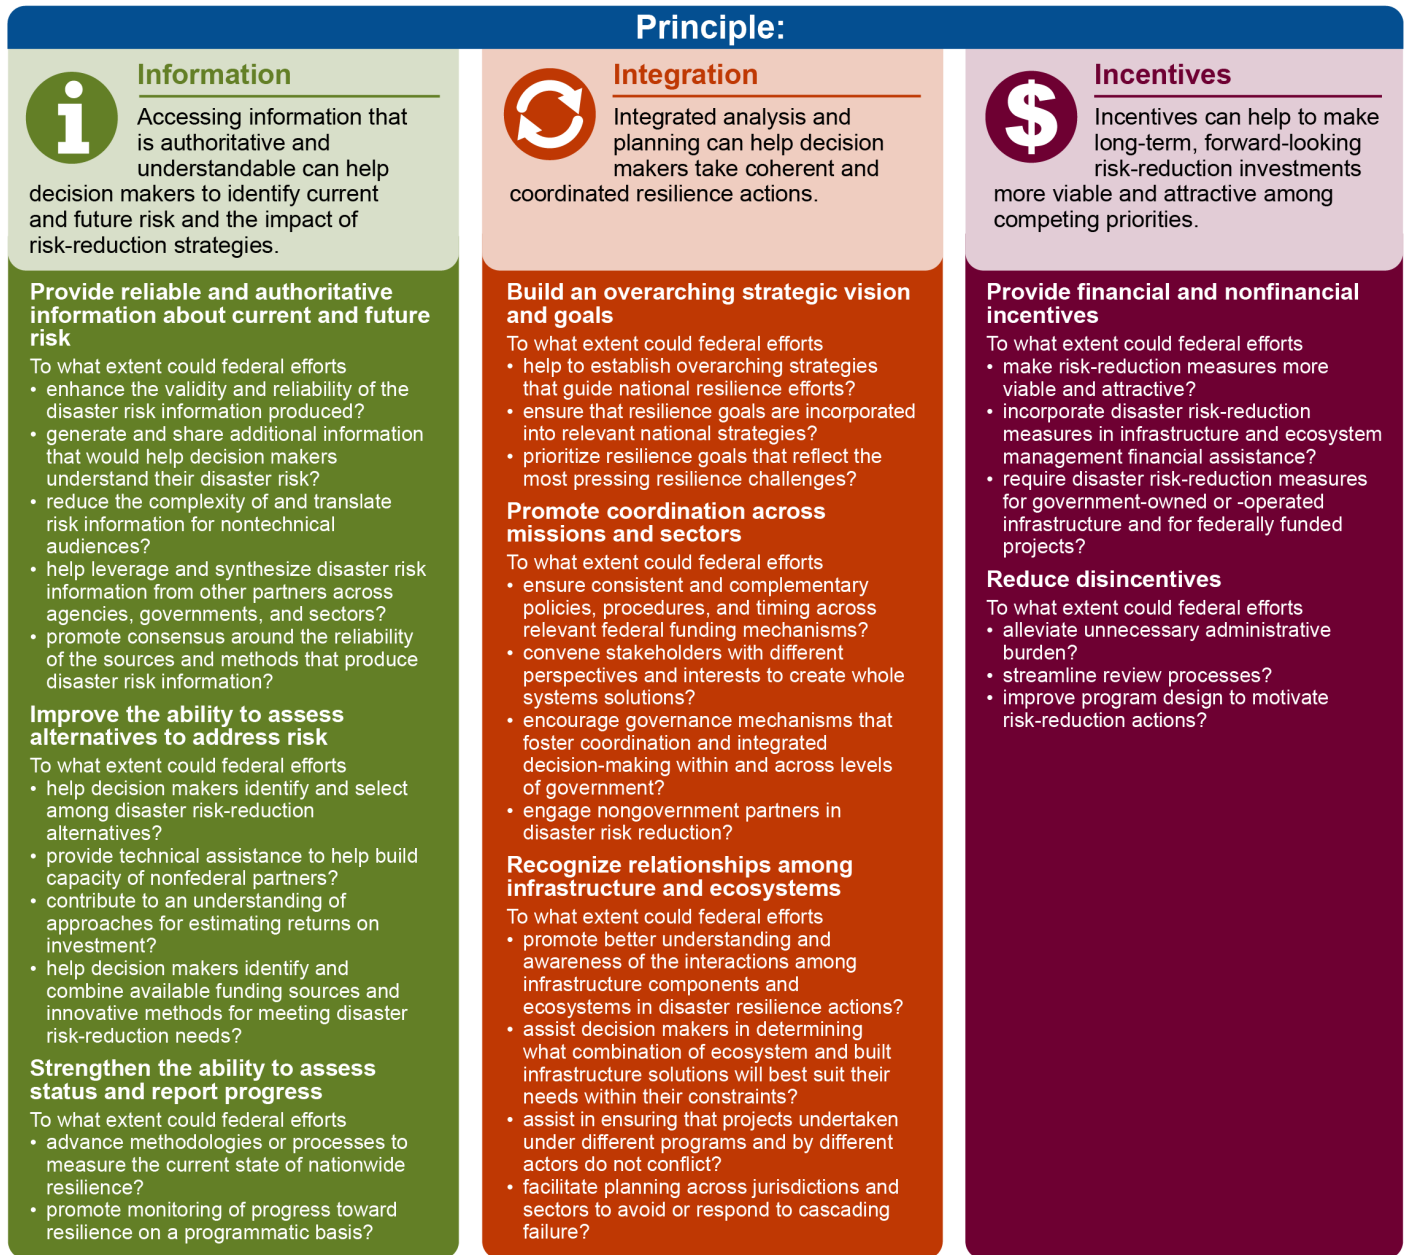 Principle:
Information
Accessing information that
is authoritative and
understandable can help
decision makers to identify current
and future risk and the impact of
risk-reduction strategies.
Provide reliable and authoritative
information about current and future
risk
To what extent could federal efforts
• enhance the validity and reliability of the
disaster risk information produced?
• generate and share additional information
that would help decision makers
understand their disaster risk?
• reduce the complexity of and translate
risk information for nontechnical
audiences?
• help leverage and synthesize disaster risk
information from other partners across
agencies, governments, and sectors?
• promote consensus around the reliability
of the sources and methods that produce
disaster risk information?
Improve the ability to assess
alternatives to address risk
To what extent could federal efforts
• help decision makers identify and select
among disaster risk-reduction
alternatives?
• provide technical assistance to help build
capacity of nonfederal partners?
• contribute to an understanding of
approaches for estimating returns on
investment?
• help decision makers identify and
combine available funding sources and
innovative methods for meeting disaster
risk-reduction needs?
Strengthen the ability to assess
status and report progress
To what extent could federal efforts
• advance methodologies or processes to
measure the current state of nationwide
resilience?
• promote monitoring of progress toward
resilience on a programmatic basis?
Integration
Integrated analysis and
planning can help decision
makers take coherent and
coordinated resilience actions.
Build an overarching strategic vision
and goals
To what extent could federal efforts
• help to establish overarching strategies
that guide national resilience efforts?
• ensure that resilience goals are incorporated
into relevant national strategies?
• prioritize resilience goals that reflect the
most pressing resilience challenges?
Promote coordination across
missions and sectors
To what extent could federal efforts
• ensure consistent and complementary
policies, procedures, and timing across
relevant federal funding mechanisms?
• convene stakeholders with different
perspectives and interests to create whole
systems solutions?
• encourage governance mechanisms that
foster coordination and integrated
decision-making within and across levels
of government?
• engage nongovernment partners in
disaster risk reduction?
Recognize relationships among
infrastructure and ecosystems
To what extent could federal efforts
• promote better understanding and
awareness of the interactions among
infrastructure components and
ecosystems in disaster resilience actions?
• assist decision makers in determining
what combination of ecosystem and built
infrastructure solutions will best suit their
needs within their constraints?
• assist in ensuring that projects undertaken
under different programs and by different
actors do not conflict?
• facilitate planning across jurisdictions and
sectors to avoid or respond to cascading
failure?
$
Incentives
Incentives can help to make
long-term, forward-looking
risk-reduction investments
more viable and attractive among
competing priorities.
Provide financial and nonfinancial
incentives
To what extent could federal efforts
• make risk-reduction measures more
viable and attractive?
• incorporate disaster risk-reduction
measures in infrastructure and ecosystem
management financial assistance?
• require disaster risk-reduction measures
for government-owned or -operated
infrastructure and for federally funded
projects?
Reduce disincentives
To what extent could federal efforts
• alleviate unnecessary administrative
burden?
• streamline review processes?
• improve program design to motivate
risk-reduction actions?